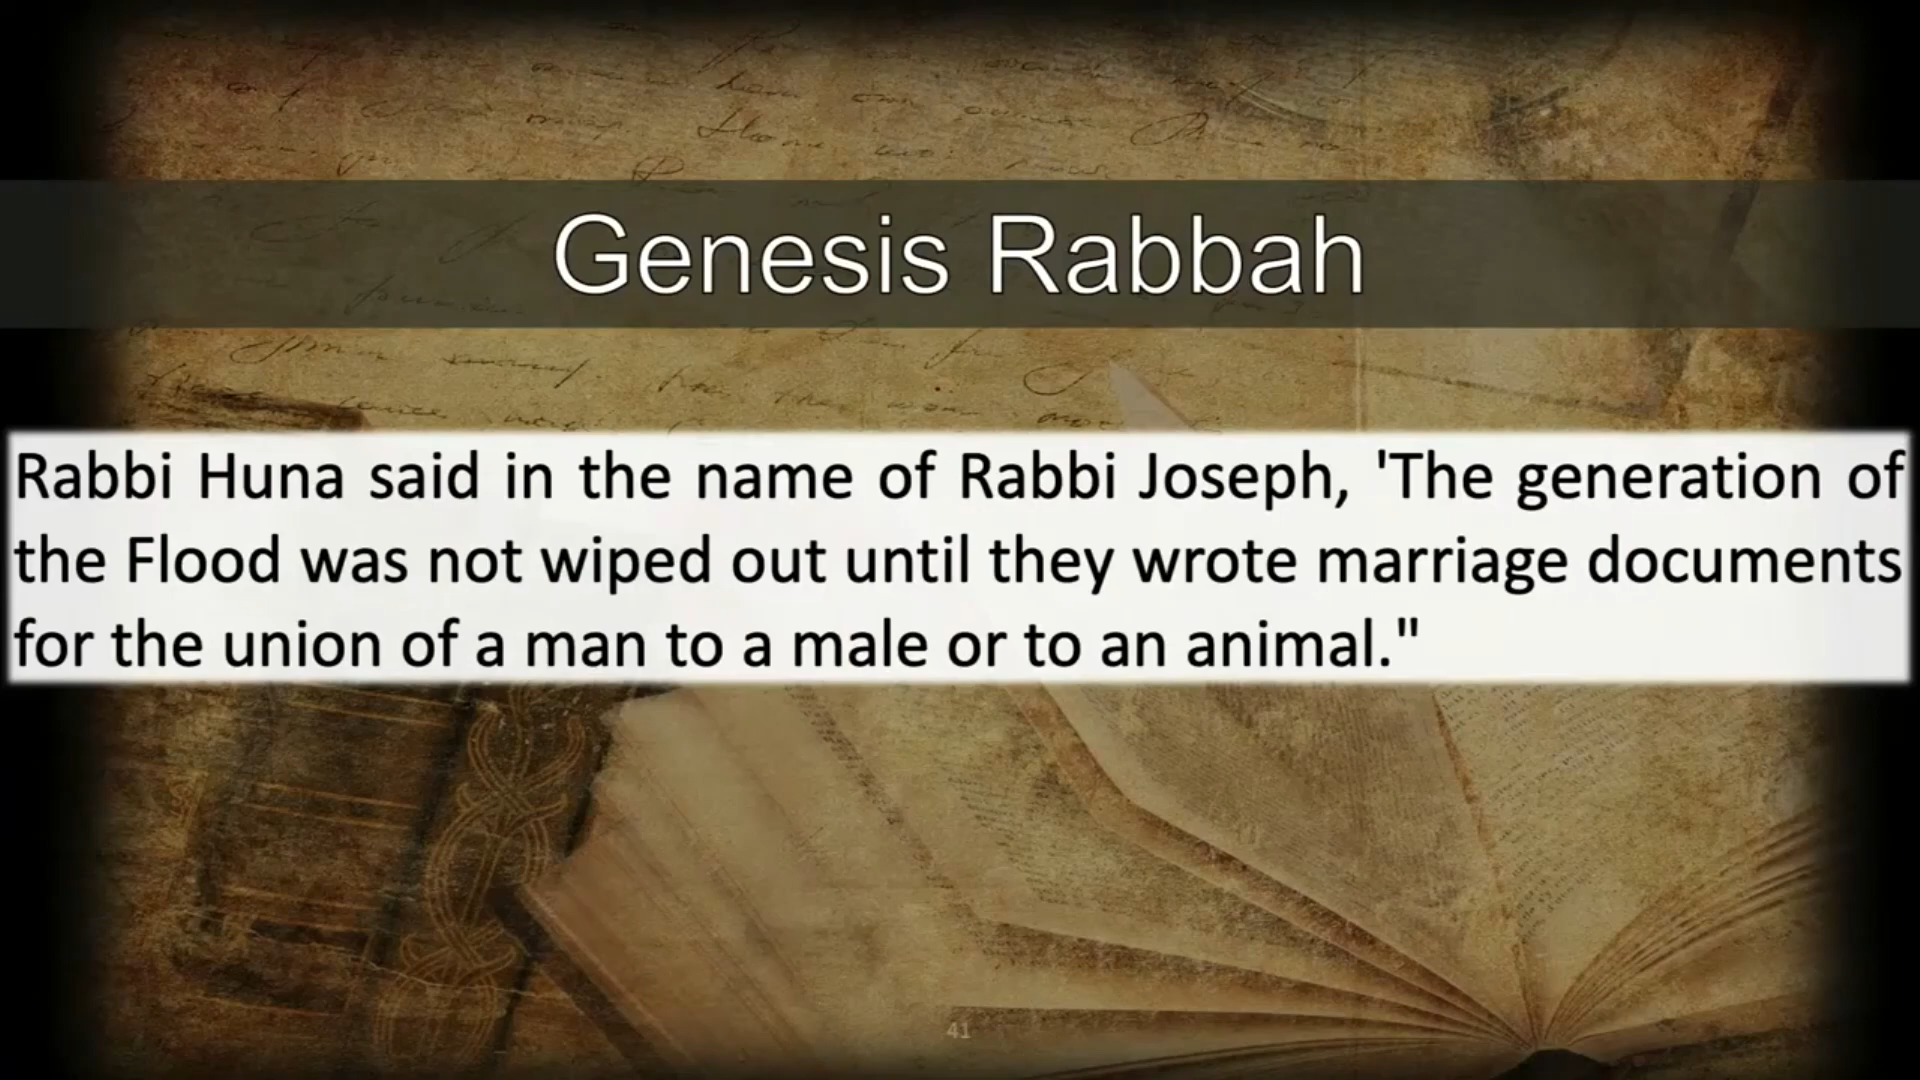 Genesis Rabbah
Rabbi Huna said in the name of Rabbi Joseph, 'The generation of
the Flood was not wiped out until they wrote marriage documents
for the union of a man to a male or to an animal."
41